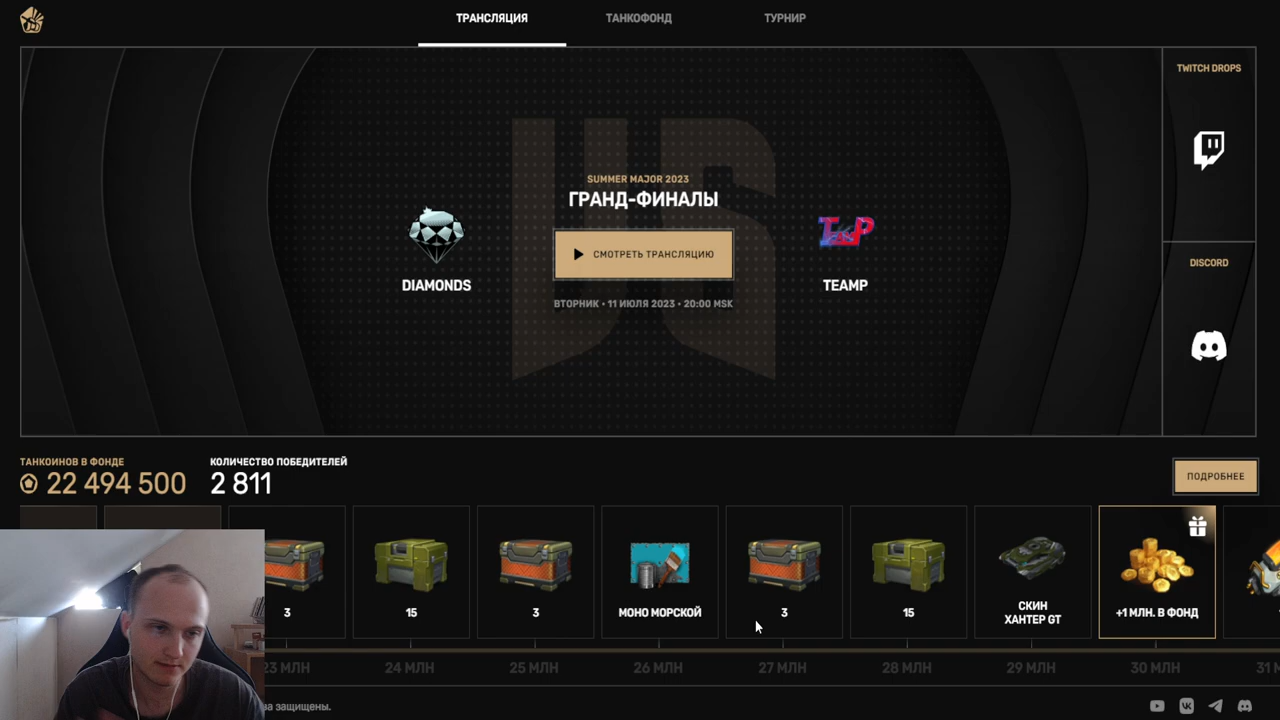 ТРАНСЛЯЦИЯ
ТАНКОФОНД
ТУРНИР
SUMMER MAJOR 2023
ГРАНД-ФИНАЛЫ
СМОТРЕТЬ ТРАНСЛЯЦИЮ
ВТОРНИК • 11 ИЮЛЯ 2023 • 20:00 MSK
DIAMONDS
TEAMP
TWITCH DROPS
DISCORD
ТАНКОИНОВ В ФОНДЕ
22 494 500
КОЛИЧЕСТВО ПОБЕДИТЕЛЕЙ
2 811
ПОДРОБНЕЕ
3
15
3
МОНО МОРСКОЙ
3
15
СКИН
ХАНТЕР GT
+1 МЛН. В ФОНД
23 МЛН
24 МЛН
25 МЛН
26 МЛН
27 МЛН
28 МЛН
29 МЛН
30 МЛН
31 М
защищены.